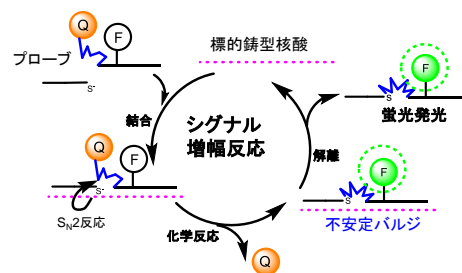 Q
F
プローブ
S-
標的鋳型核酸
F
S
蛍光発光
結合
シグナル
増幅反応
解離
Q
F
S-
SN2反応
化学反応
Q
F
S
不安定バルジ